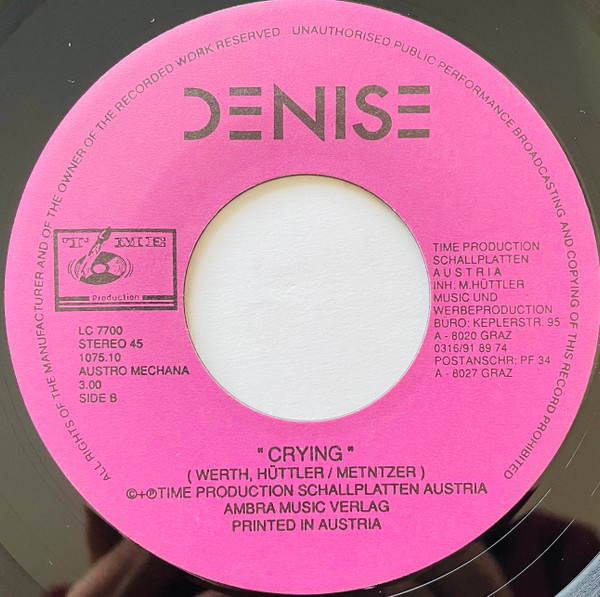 ALL RIGHTS OF THE MANUFACTURER AND OF THE OWNER OF THE RECORDED WORK RESERVED UNAUTHORISED PUBLIC PERFORMANCE BROADCASTING AND COPYING OF THIS RECORD PROHIBITED
DENISE
TIME
Production
LC 7700
STEREO 45
1075.10
AUSTRO MECHANA
3.00
SIDE B
TIME PRODUCTION
SCHALLPLATTEN
AUSTRIA
INH: M.HÜTTLER
MUSIC UND
WERBEPRODUCTION
BÜRO: KEPLERSTR. 95
A - 8020 GRAZ
0316/91 89 74
POSTANSCHR: PF 34
A - 8027 GRAZ
" CRYING "
( WERTH, HÜTTLER / METNTZER )
©+℗TIME PRODUCTION SCHALLPLATTEN AUSTRIA
AMBRA MUSIC VERLAG
PRINTED IN AUSTRIA